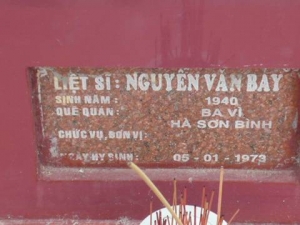 LIỆT SĨ : NGUYỄN VĂN BẢY
SINH NĂM : 1940
QUÊ QUÁN : BA VÌ
HÀ SƠN BÌNH
CHỨC VỤ, ĐƠN VỊ :
NGÀY HY SINH : 05 - 01 - 1973